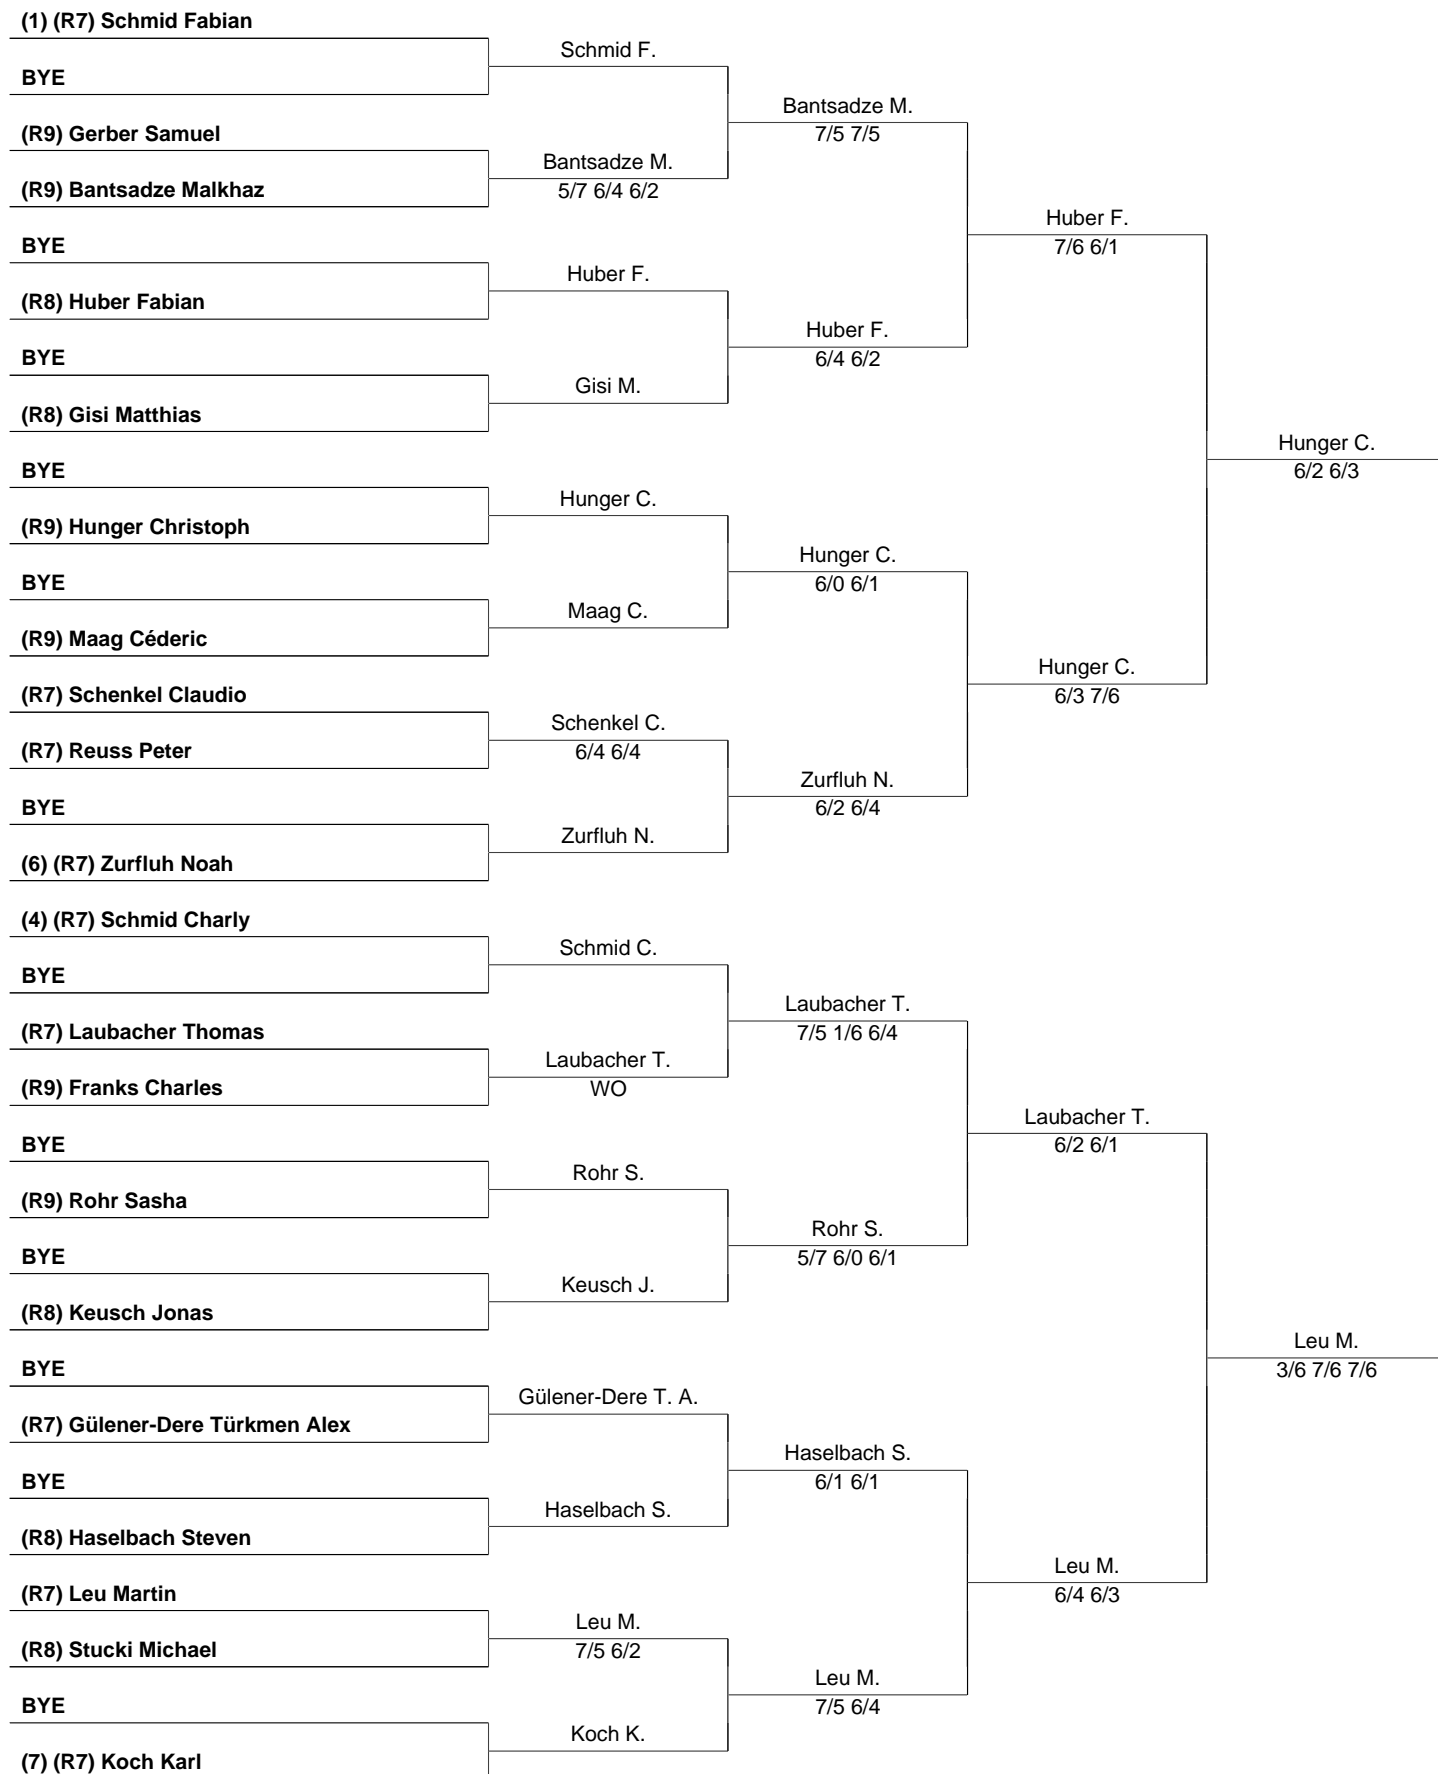 (1) (R7) Schmid Fabian
BYE
(R9) Gerber Samuel
(R9) Bantsadze Malkhaz
BYE
(R8) Huber Fabian
BYE
(R8) Gisi Matthias
BYE
(R9) Hunger Christoph
BYE
(R9) Maag Céderic
(R7) Schenkel Claudio
(R7) Reuss Peter
BYE
(6) (R7) Zurfluh Noah
(4) (R7) Schmid Charly
BYE
(R7) Laubacher Thomas
(R9) Franks Charles
BYE
(R9) Rohr Sasha
BYE
(R8) Keusch Jonas
BYE
(R7) Gülener-Dere Türkmen Alex
BYE
(R8) Haselbach Steven
(R7) Leu Martin
(R8) Stucki Michael
BYE
(7) (R7) Koch Karl
Schmid F.
Bantsadze M.
5/7 6/4 6/2
Huber F.
Gisi M.
Hunger C.
Maag C.
Schenkel C.
6/4 6/4
Zurfluh N.
Schmid C.
Laubacher T.
WO
Rohr S.
Keusch J.
Gülener-Dere T. A.
Haselbach S.
Leu M.
7/5 6/2
Koch K.
Bantsadze M.
7/5 7/5
Huber F.
6/4 6/2
Hunger C.
6/0 6/1
Zurfluh N.
6/2 6/4
Laubacher T.
7/5 1/6 6/4
Rohr S.
5/7 6/0 6/1
Haselbach S.
6/1 6/1
Leu M.
7/5 6/4
Huber F.
7/6 6/1
Hunger C.
6/3 7/6
Laubacher T.
6/2 6/1
Leu M.
6/4 6/3
Hunger C.
6/2 6/3
Leu M.
3/6 7/6 7/6